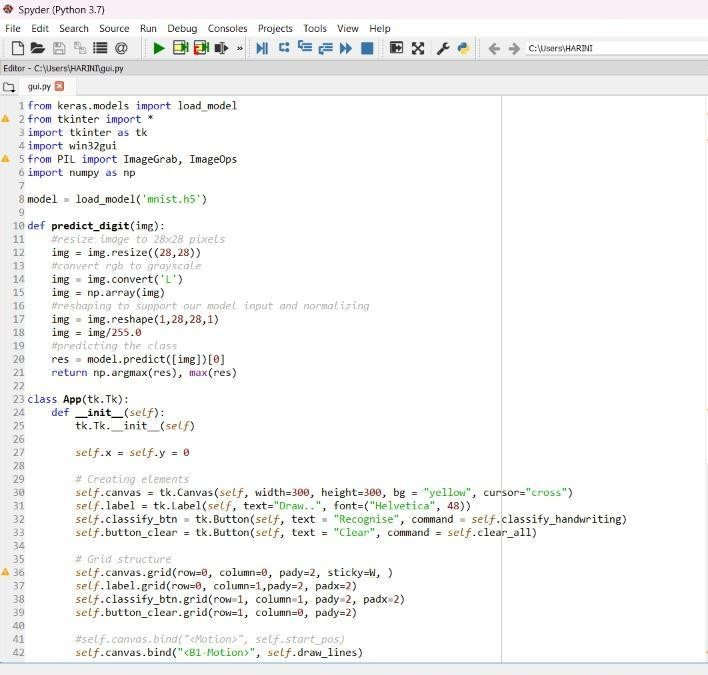 Spyder (Python 3.7)
File Edit Search Source Run Debug Consoles Projects Tools View Help
C:\Users\HARINI
Editor - C:\Users\HARINI\gui.py
gui.py
1 from keras.models import load_model
2 from tkinter import *
3 import tkinter as tk
4 import win32gui
5 from PIL import ImageGrab, ImageOps
6 import numpy as np
7
8 model = load_model('mnist.h5')
9
10 def predict_digit(img):
11     #resize image to 28x28 pixels
12     img = img.resize((28,28))
13     #convert rgb to grayscale
14     img = img.convert('L')
15     img = np.array(img)
16     #reshaping to support our model input and normalizing
17     img = img.reshape(1,28,28,1)
18     img = img/255.0
19     #predicting the class
20     res = model.predict([img])[0]
21     return np.argmax(res), max(res)
22
23 class App(tk.Tk):
24     def __init__(self):
25         tk.Tk.__init__(self)
26
27         self.x = self.y = 0
28
29         # Creating elements
30         self.canvas = tk.Canvas(self, width=300, height=300, bg = "yellow", cursor="cross")
31         self.label = tk.Label(self, text="Draw..", font=("Helvetica", 48))
32         self.classify_btn = tk.Button(self, text = "Recognise", command = self.classify_handwriting)
33         self.button_clear = tk.Button(self, text = "Clear", command = self.clear_all)
34
35         # Grid structure
36         self.canvas.grid(row=0, column=0, pady=2, sticky=W, )
37         self.label.grid(row=0, column=1,pady=2, padx=2)
38         self.classify_btn.grid(row=1, column=1, pady=2, padx=2)
39         self.button_clear.grid(row=1, column=0, pady=2)
40
41         #self.canvas.bind("<Motion>", self.start_pos)
42         self.canvas.bind("<B1-Motion>", self.draw_lines)